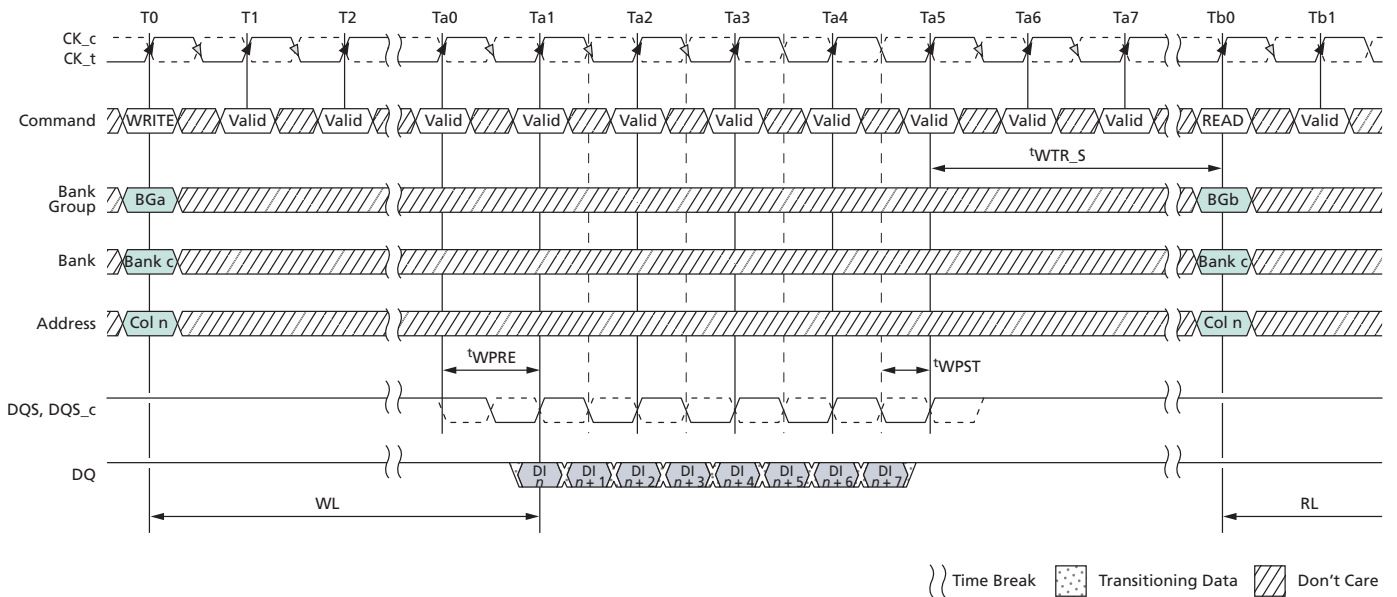 T0 T1 T2 Ta0 Ta1 Ta2 Ta3 Ta4 Ta5 Ta6 Ta7 Tb0 Tb1
CK_c
CK_t
Command WRITE Valid Valid Valid Valid Valid Valid Valid Valid Valid Valid READ Valid
tWTR_S
Bank
Group BGa BGb
Bank Bank c Bank c
Address Col n Col n
tWPRE tWPST
DQS, DQS_c
DQ DI DI DI DI DI DI DI DI
n n + 1 n + 2 n + 3 n + 4 n + 5 n + 6 n + 7
WL RL
Time Break Transitioning Data Don't Care